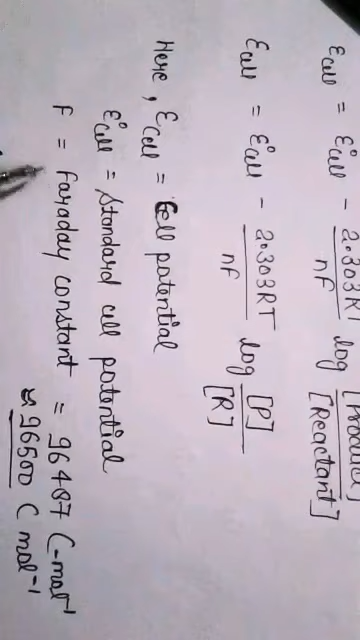 Ecell = E°cell - 2.303RT/nF log [Product]/[Reactant]
Ecell = E°cell - 2.303RT/nF log [P]/[R]
Here, Ecell = Cell potential
E°cell = Standard cell potential
F = Faraday constant = 96487 C-mol⁻¹
≈ 96500 C mol⁻¹